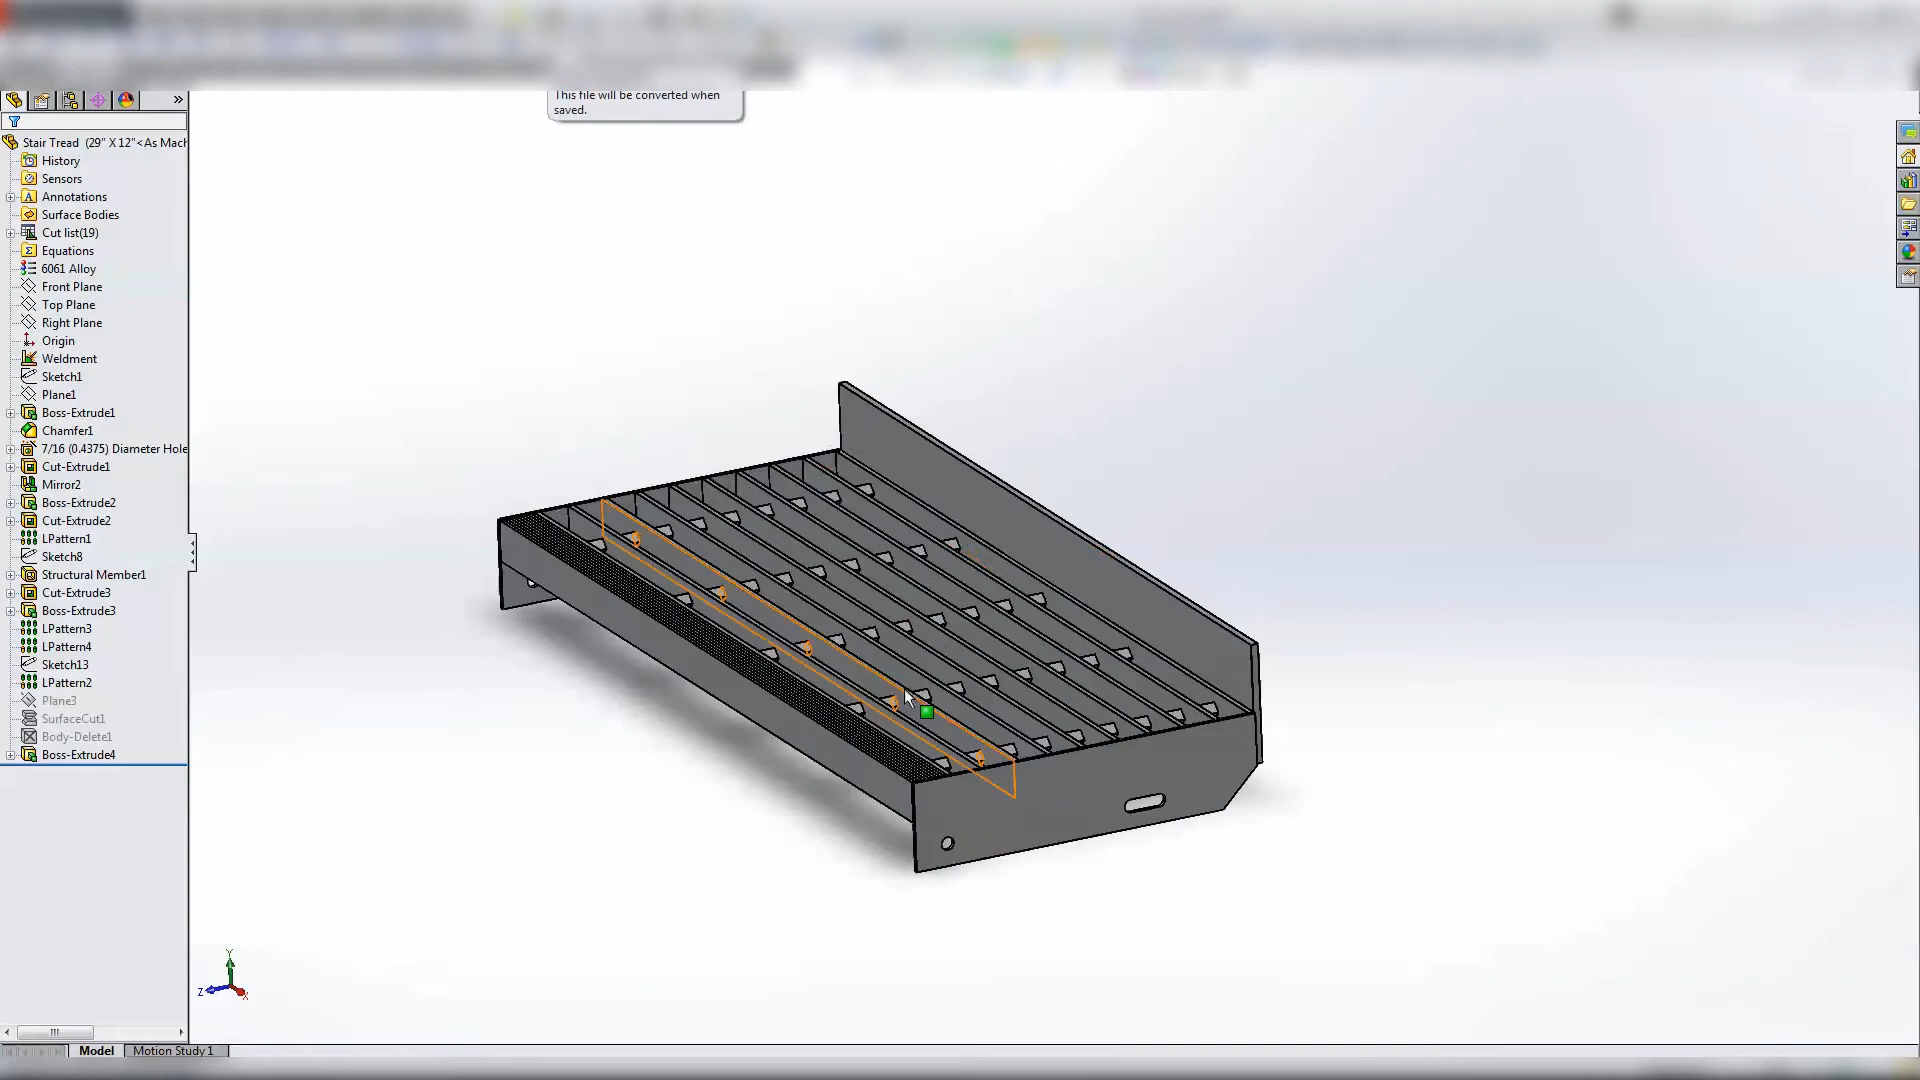 This file will be converted when
saved.
Stair Tread (29" X 12"<As Mach
History
Sensors
Annotations
Surface Bodies
Cut list(19)
Equations
6061 Alloy
Front Plane
Top Plane
Right Plane
Origin
Weldment
Sketch1
Plane1
Boss-Extrude1
Chamfer1
7/16 (0.4375) Diameter Hole
Cut-Extrude1
Mirror2
Boss-Extrude2
Cut-Extrude2
LPattern1
Sketch8
Structural Member1
Cut-Extrude3
Boss-Extrude3
LPattern3
LPattern4
Sketch13
LPattern2
Plane3
SurfaceCut1
Body-Delete1
Boss-Extrude4
Y
Z
X
Model
Motion Study 1